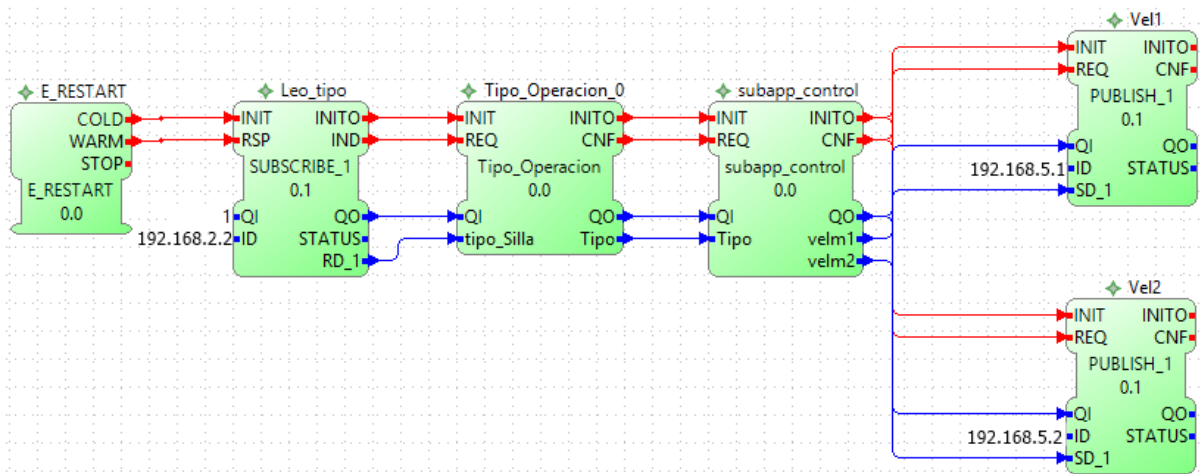 E_RESTART
COLD
WARM
STOP
E_RESTART
0.0
Leo_tipo
INIT INITO
RSP IND
SUBSCRIBE_1
0.1
1 QI QO
192.168.2.2 ID STATUS
RD_1
Tipo_Operacion_0
INIT INITO
REQ CNF
Tipo_Operacion
0.0
QI QO
tipo_Silla Tipo
subapp_control
INIT INITO
REQ CNF
subapp_control
0.0
QI QO
Tipo velm1
velm2
Vel1
INIT INITO
REQ CNF
PUBLISH_1
0.1
QI QO
192.168.5.1 ID STATUS
SD_1
Vel2
INIT INITO
REQ CNF
PUBLISH_1
0.1
QI QO
192.168.5.2 ID STATUS
SD_1